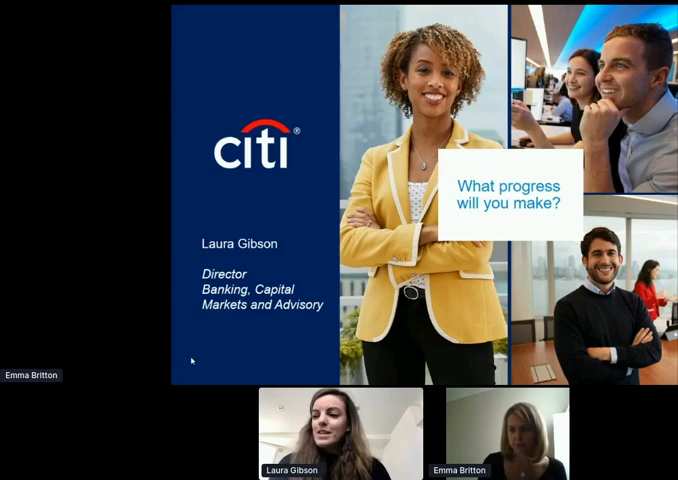 citi®
Laura Gibson
Director
Banking, Capital
Markets and Advisory
What progress
will you make?
Emma Britton
Laura Gibson
Emma Britton